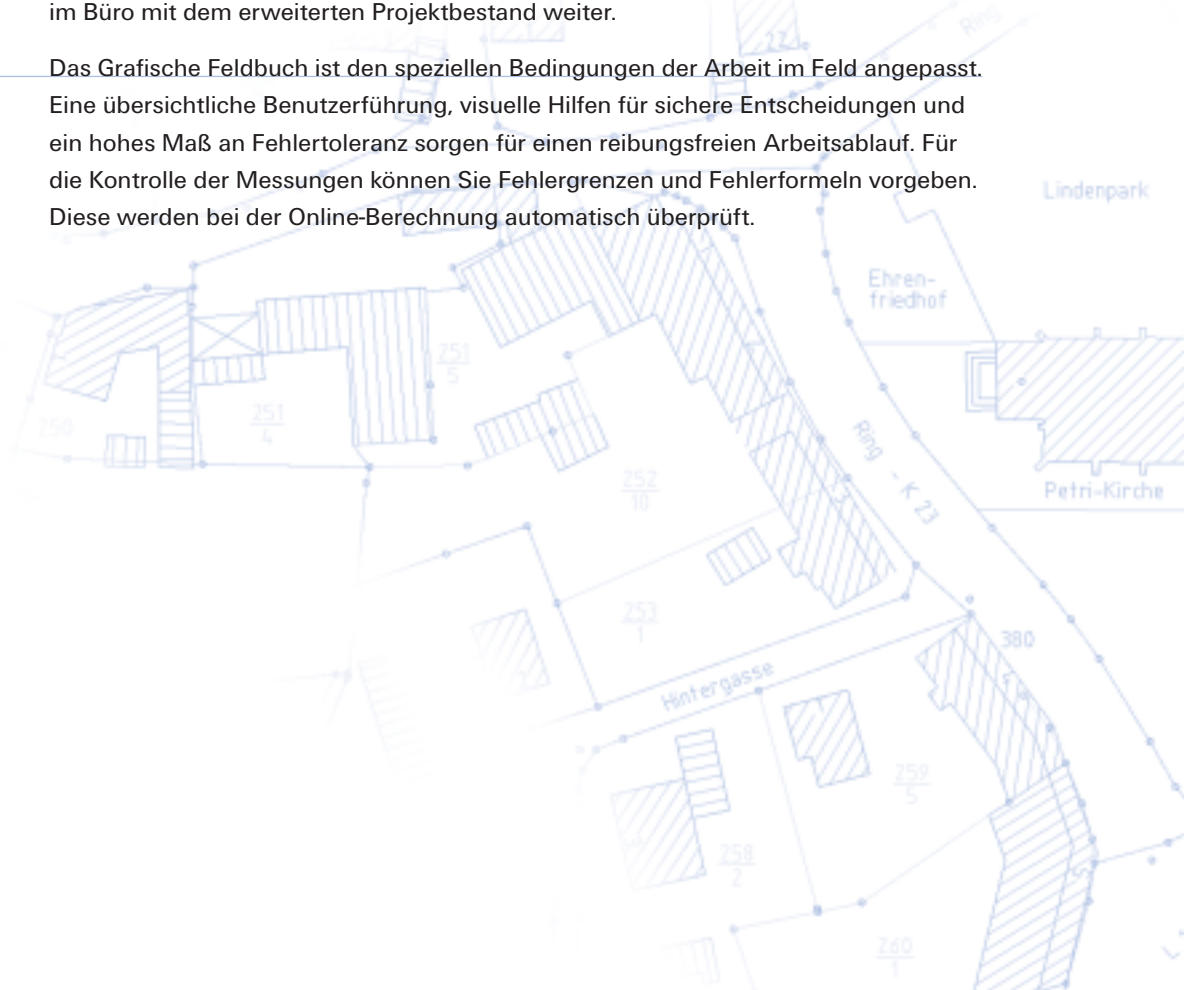 im Büro mit dem erweiterten Projektbestand weiter.
Das Grafische Feldbuch ist den speziellen Bedingungen der Arbeit im Feld angepasst.
Eine übersichtliche Benutzerführung, visuelle Hilfen für sichere Entscheidungen und
ein hohes Maß an Fehlertoleranz sorgen für einen reibungsfreien Arbeitsablauf. Für
die Kontrolle der Messungen können Sie Fehlergrenzen und Fehlerformeln vorgeben.
Diese werden bei der Online-Berechnung automatisch überprüft.
Ring
22
Lindenpark
Ehren-
friedhof
251
5
251
4
250
252
10
Ring - K 23
Petri-Kirche
253
1
380
Hintergasse
259
5
258
2
260
1